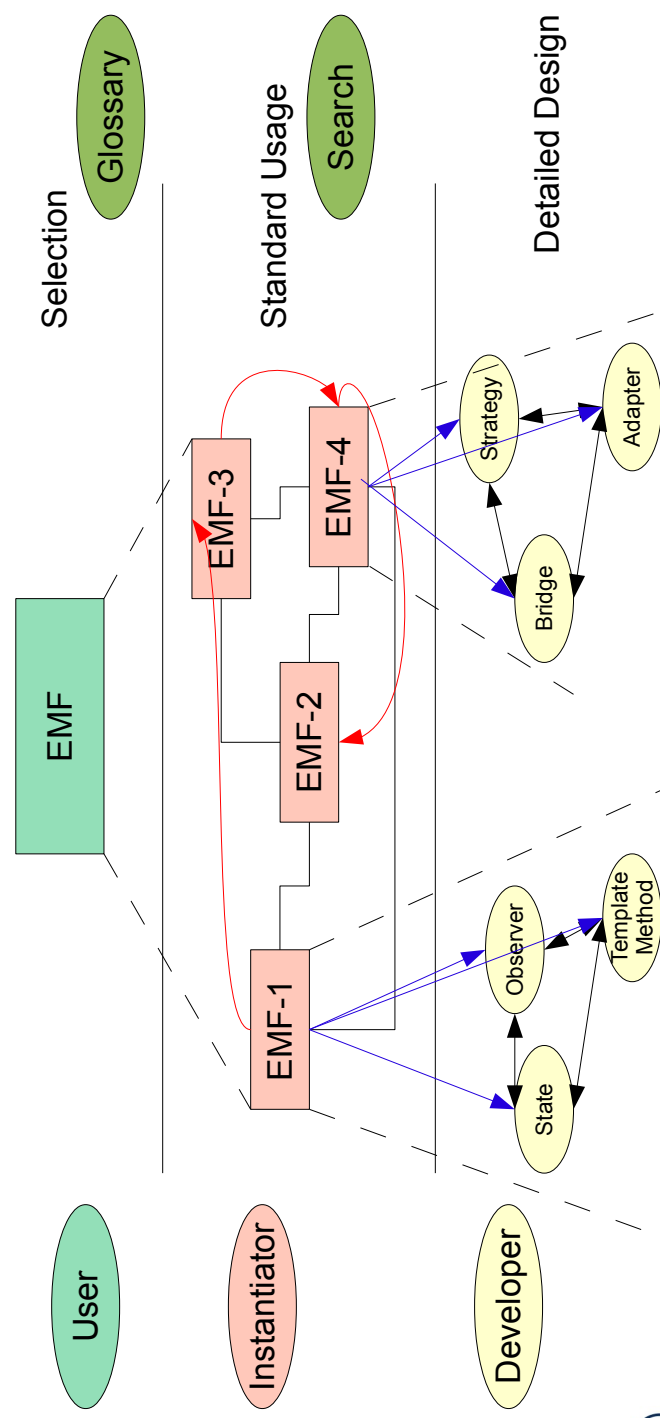 User
EMF
Selection
Glossary
Instantiator
EMF-1
EMF-2
EMF-3
EMF-4
Standard Usage
Search
Developer
State
Observer
Template
Method
Bridge
Strategy
Adapter
Detailed Design